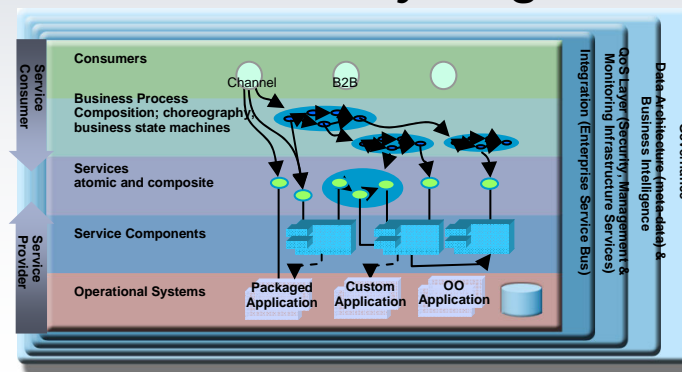 Consumers
Channel
B2B
Business Process
Composition; choreography;
business state machines
Services
atomic and composite
Service Components
Operational Systems
Packaged
Application
Custom
Application
OO
Application
Service
Consumer
Service
Provider
Integration (Enterprise Service Bus)
QoS Layer (Security, Management &
Monitoring Infrastructure Services)
Data Architecture (meta-data) &
Business Intelligence